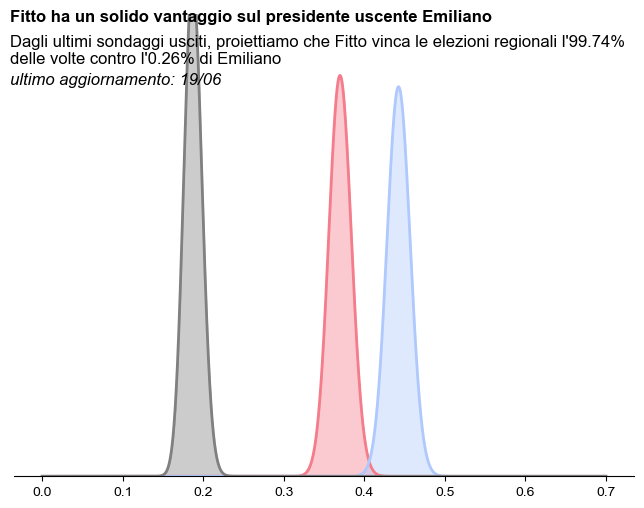 Fitto ha un solido vantaggio sul presidente uscente Emiliano
Dagli ultimi sondaggi usciti, proiettiamo che Fitto vinca le elezioni regionali l'99.74%
delle volte contro l'0.26% di Emiliano
ultimo aggiornamento: 19/06
0.0 0.1 0.2 0.3 0.4 0.5 0.6 0.7